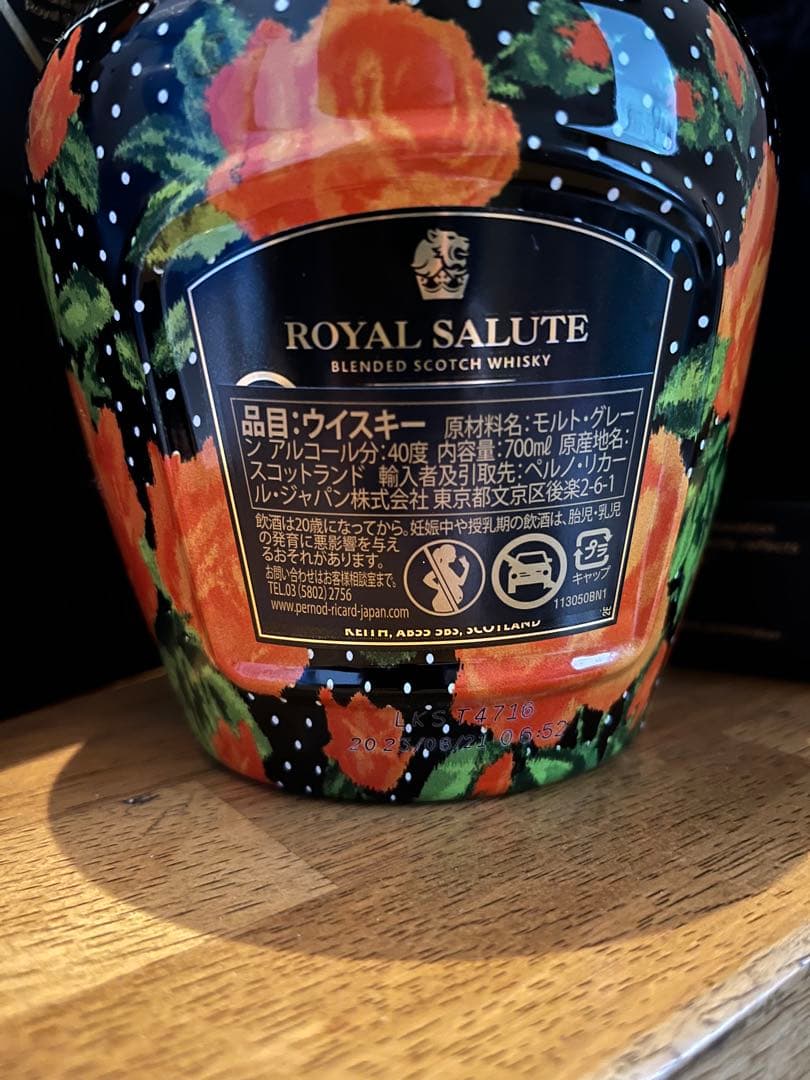 ROYAL SALUTE
BLENDED SCOTCH WHISKY
品目:ウイスキー 原材料名:モルト・グレー
ン アルコール分:40度 内容量:700mℓ 原産地名:
スコットランド 輸入者及引取先:ペルノ・リカー
ル・ジャパン株式会社 東京都文京区後楽2-6-1
飲酒は20歳になってから。妊娠中や授乳期の飲酒は、胎児・乳児
の発育に悪影響を与え
るおそれがあります。
お問い合わせはお客様相談室まで。
TEL.03 (5802) 2756
www.pernod-ricard-japan.com
プラ
キャップ
113050BN1
KEITH, AB55 5BS, SCOTLAND
LKST4716
2023/08/21 06:52